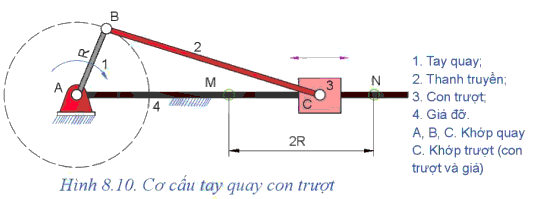 B
R
1
2
A
M
3
N
C
4
2R
1. Tay quay;
2. Thanh truyền;
3. Con trượt;
4. Giá đỡ.
A, B, C. Khớp quay
C. Khớp trượt (con
trượt và giá)
Hình 8.10. Cơ cấu tay quay con trượt